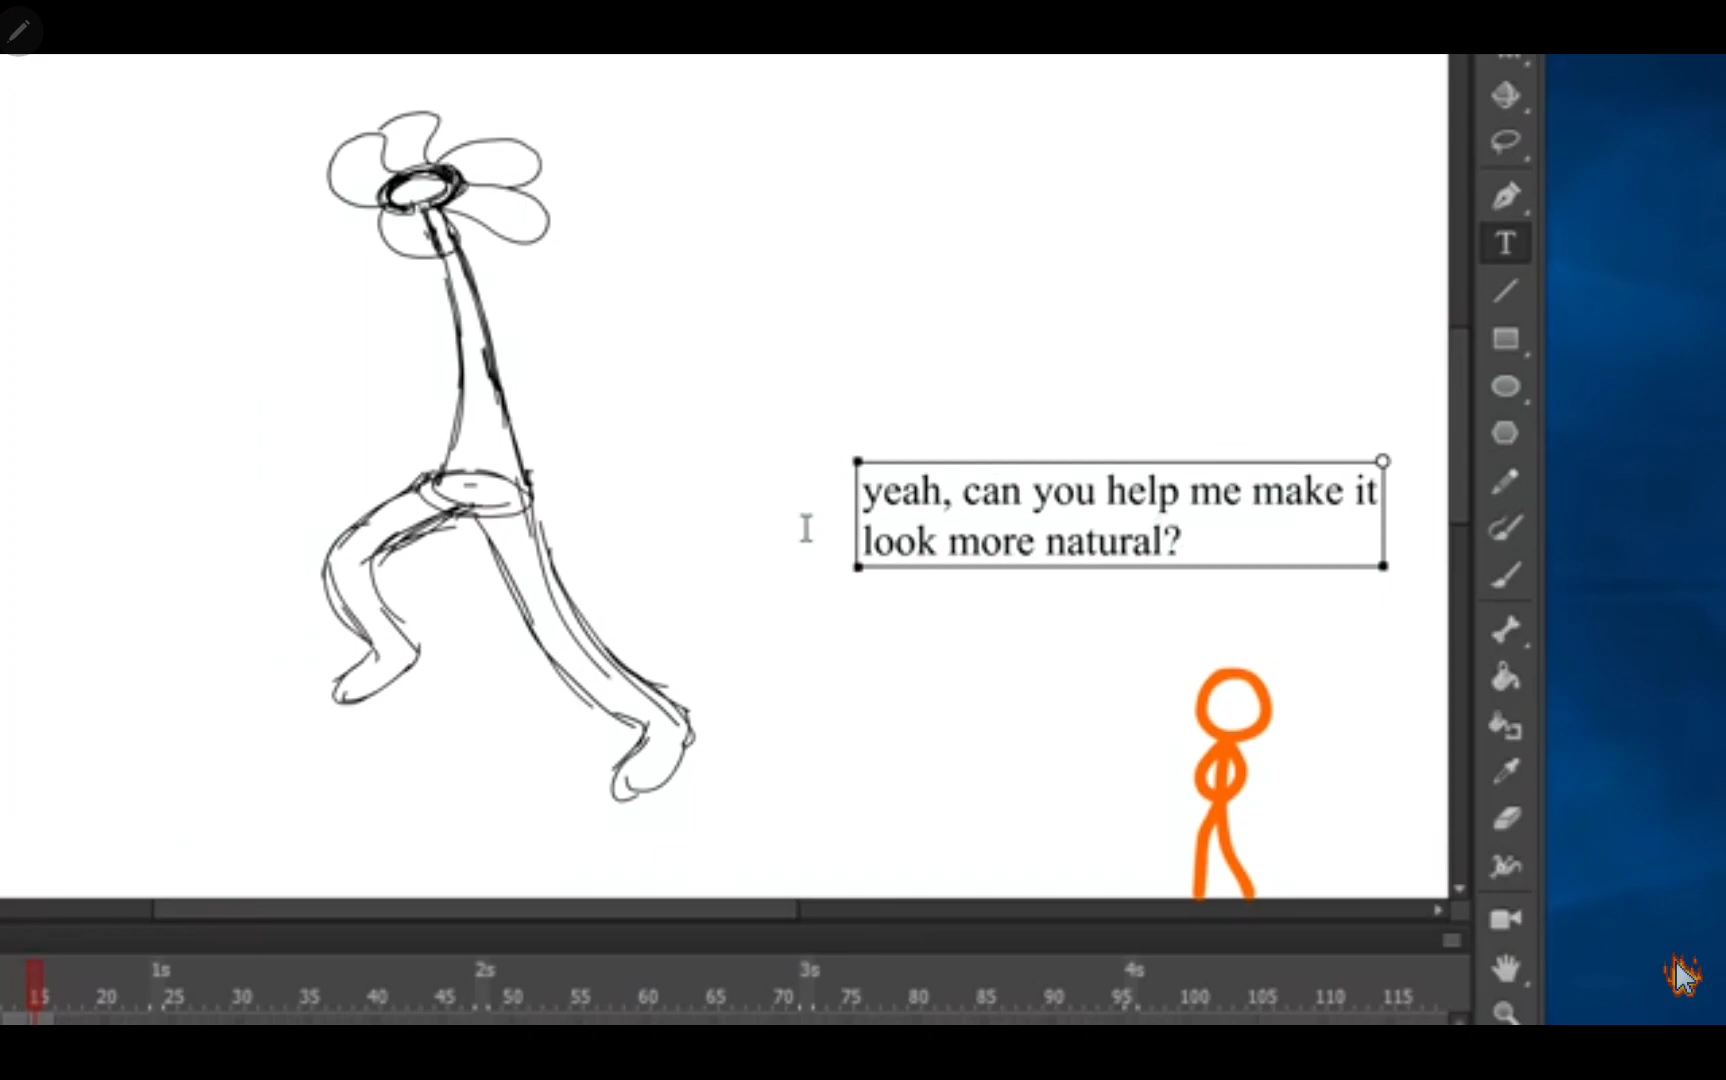 yeah, can you help me make it
look more natural?
T
1s 2s 3s 4s
15 20 25 30 35 40 45 50 55 60 65 70 75 80 85 90 95 100 105 110 115